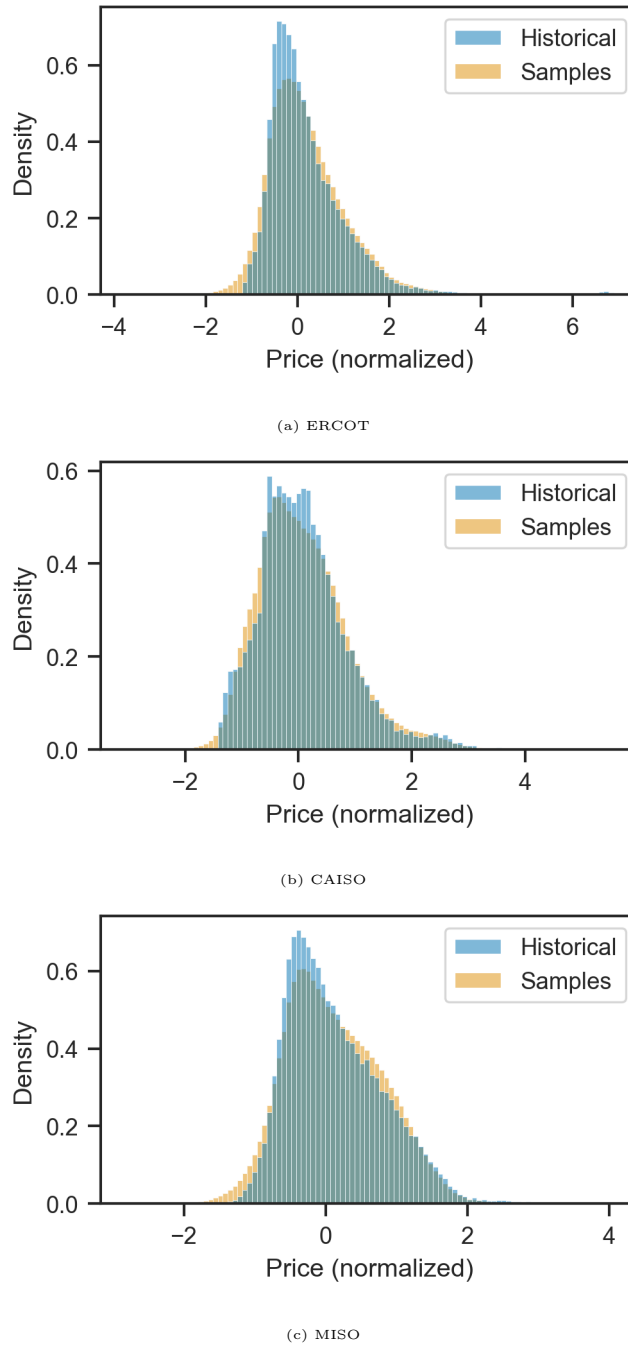 Historical
Samples
0.6
0.4
0.2
0.0
Density
−4
−2
0
2
4
6
Price (normalized)
(a) ERCOT
Historical
Samples
0.6
0.4
0.2
0.0
Density
−2
0
2
4
Price (normalized)
(b) CAISO
Historical
Samples
0.6
0.4
0.2
0.0
Density
−2
0
2
4
Price (normalized)
(c) MISO